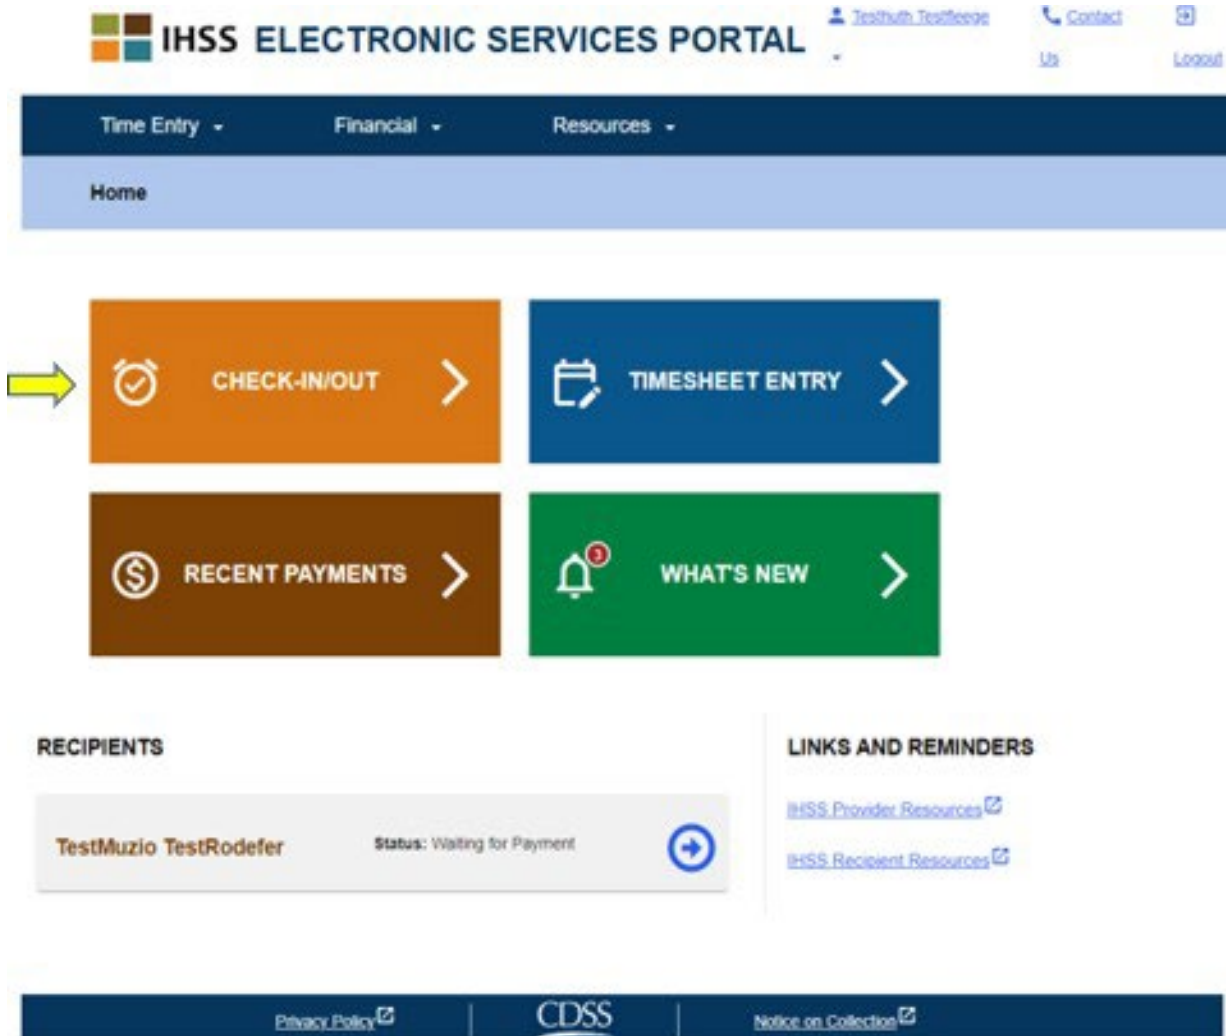 IHSS ELECTRONIC SERVICES PORTAL
Testhuth Testfleege
Contact Us
Logout
Time Entry
Financial
Resources
Home
CHECK-IN/OUT
TIMESHEET ENTRY
RECENT PAYMENTS
3
WHAT'S NEW
RECIPIENTS
TestMuzio TestRodefer
Status: Waiting for Payment
LINKS AND REMINDERS
IHSS Provider Resources
IHSS Recipient Resources
Privacy Policy
CDSS
Notice on Collection